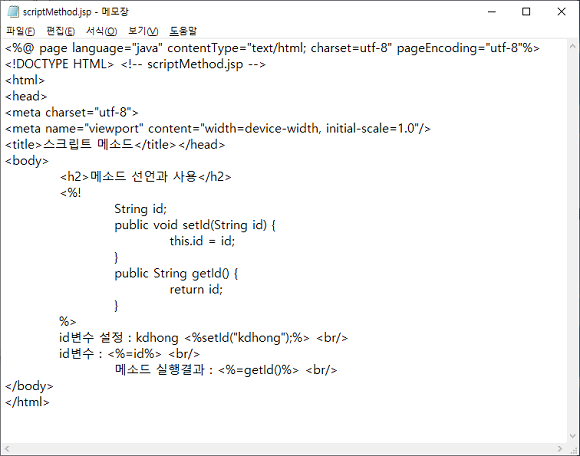 scriptMethod.jsp - 메모장
파일(F) 편집(E) 서식(O) 보기(V) 도움말
<%@ page language="java" contentType="text/html; charset=utf-8" pageEncoding="utf-8"%>
<!DOCTYPE HTML> <!-- scriptMethod.jsp -->
<html>
<head>
<meta charset="utf-8">
<meta name="viewport" content="width=device-width, initial-scale=1.0"/>
<title>스크립트 메소드</title></head>
<body>
<h2>메소드 선언과 사용</h2>
<%!
String id;
public void setId(String id) {
this.id = id;
}
public String getId() {
return id;
}
%>
id변수 설정 : kdhong <%setId("kdhong");%> <br/>
id변수 : <%=id%> <br/>
메소드 실행결과 : <%=getId()%> <br/>
</body>
</html>